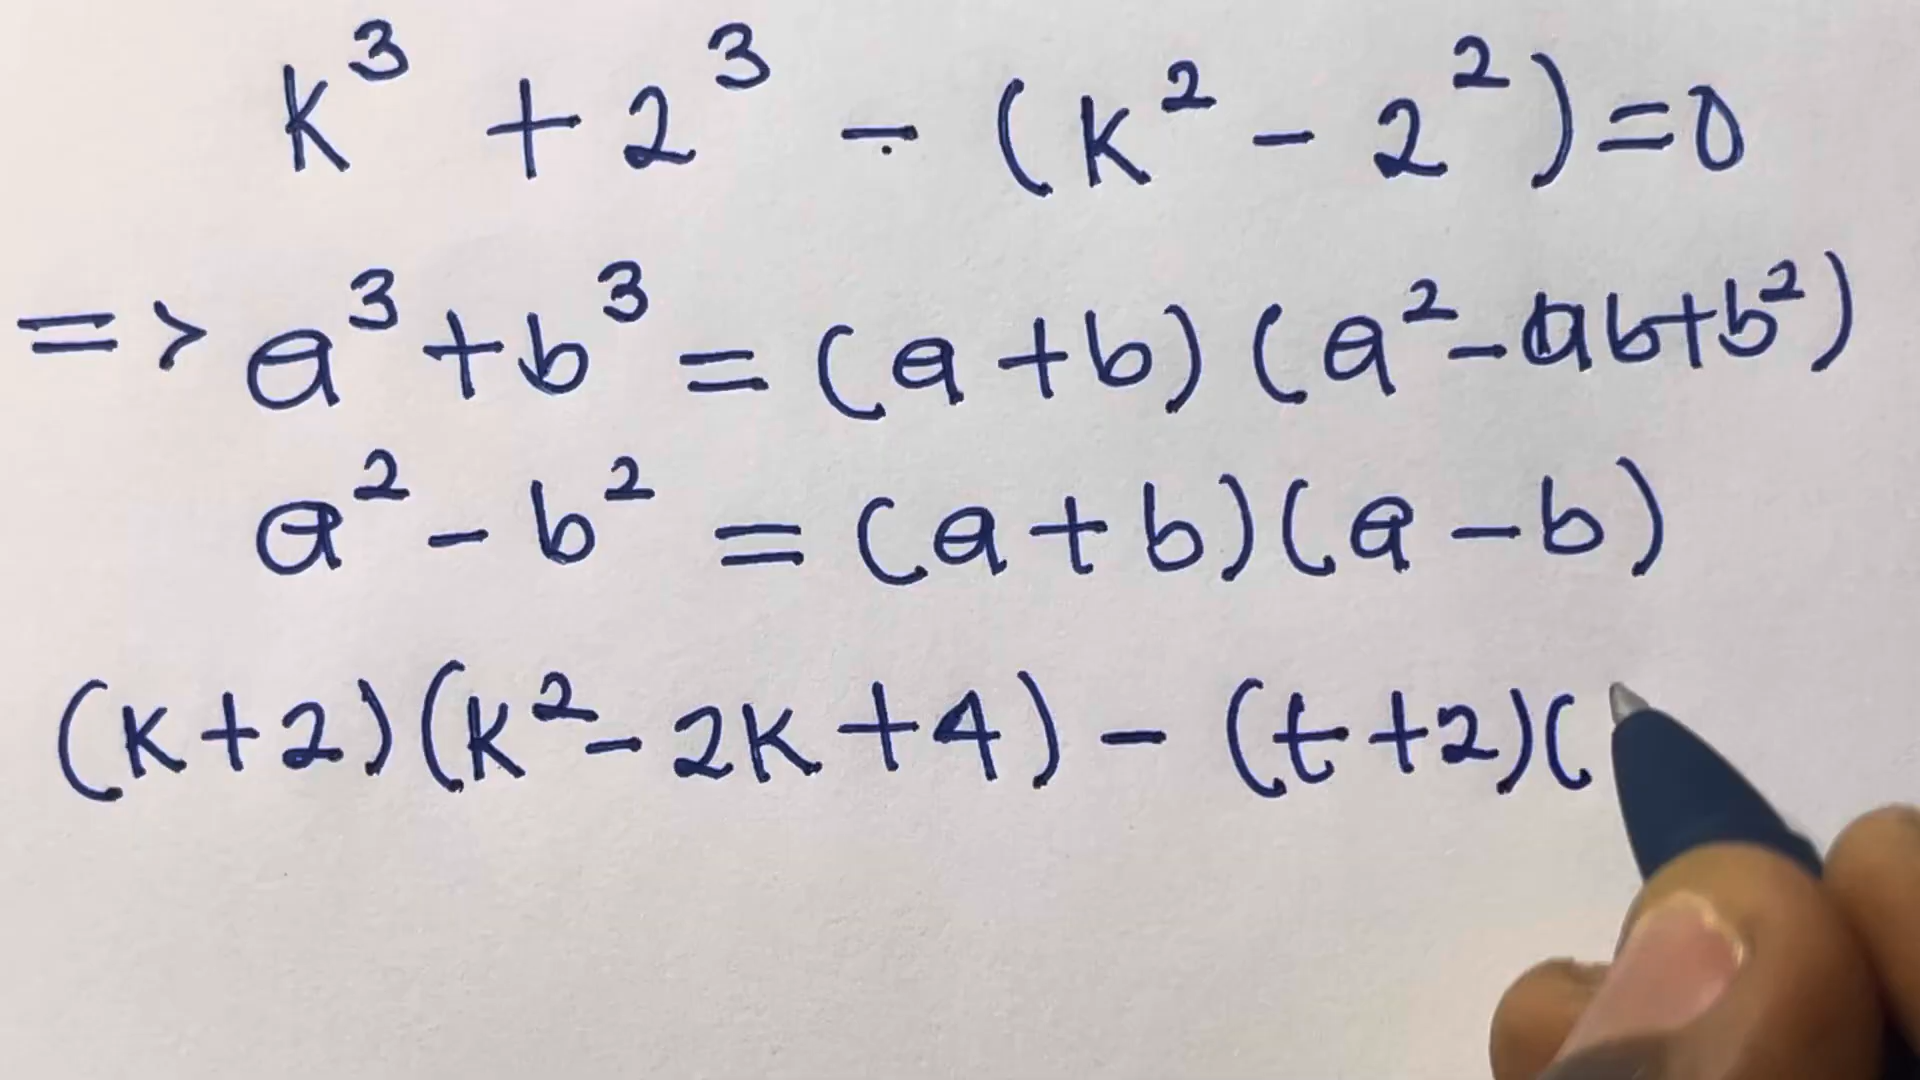 k³ + 2³ - (k² - 2²) = 0
=> a³ + b³ = (a + b) (a² - ab + b²)
a² - b² = (a + b)(a - b)
(k + 2)(k² - 2k + 4) - (t + 2)(